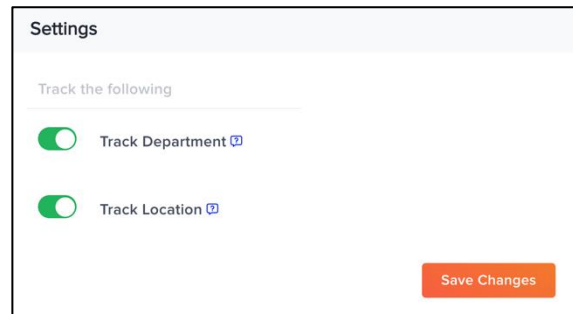 Settings
Track the following
Track Department
Track Location
Save Changes